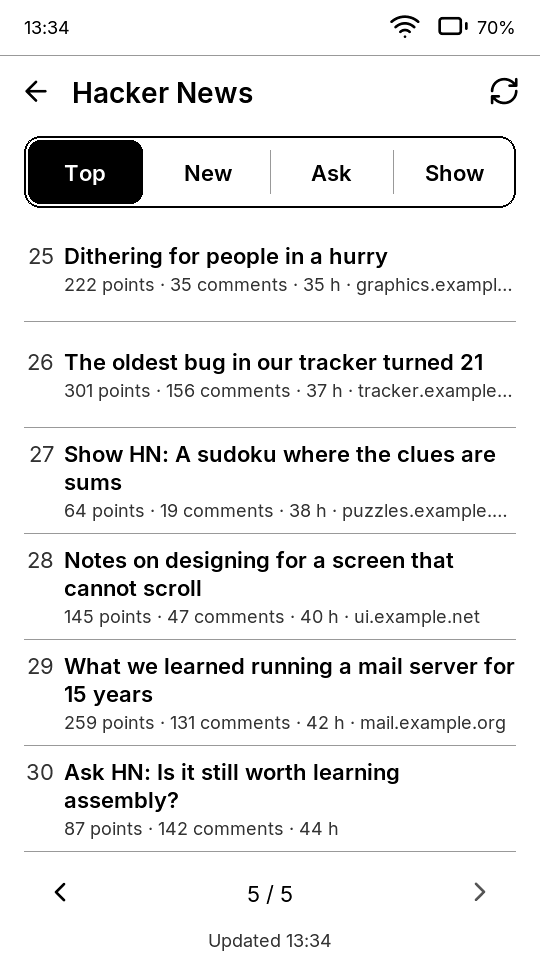 13:34
70%
Hacker News
Top New Ask Show
25 Dithering for people in a hurry
222 points · 35 comments · 35 h · graphics.exampl...
26 The oldest bug in our tracker turned 21
301 points · 156 comments · 37 h · tracker.example...
27 Show HN: A sudoku where the clues are
sums
64 points · 19 comments · 38 h · puzzles.example....
28 Notes on designing for a screen that
cannot scroll
145 points · 47 comments · 40 h · ui.example.net
29 What we learned running a mail server for
15 years
259 points · 131 comments · 42 h · mail.example.org
30 Ask HN: Is it still worth learning
assembly?
87 points · 142 comments · 44 h
5 / 5
Updated 13:34